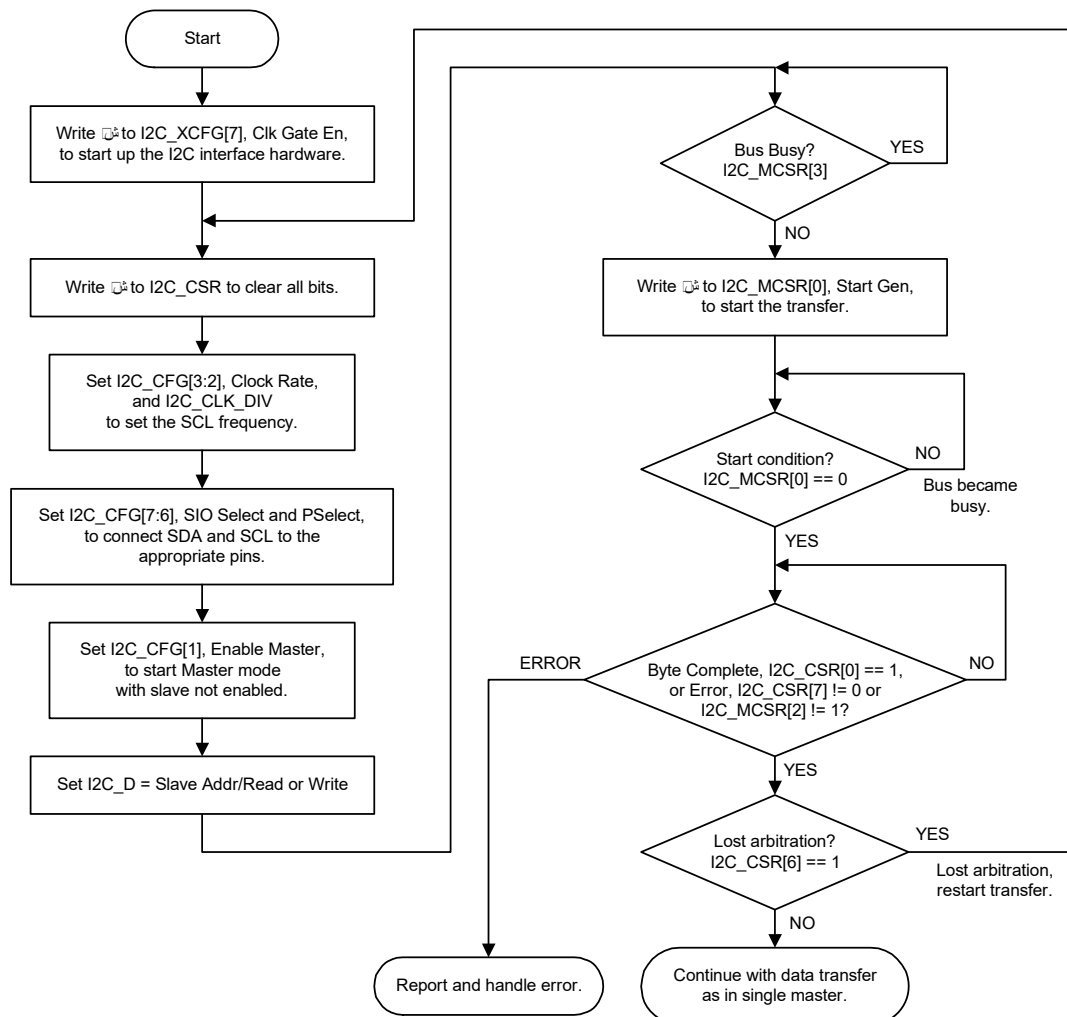 Start
Write to I2C_XCFG[7], Clk Gate En,
to start up the I2C interface hardware.
Write to I2C_CSR to clear all bits.
Set I2C_CFG[3:2], Clock Rate,
and I2C_CLK_DIV
to set the SCL frequency.
Set I2C_CFG[7:6], SIO Select and PSelect,
to connect SDA and SCL to the
appropriate pins.
Set I2C_CFG[1], Enable Master,
to start Master mode
with slave not enabled.
Set I2C_D = Slave Addr/Read or Write
Bus Busy?
I2C_MCSR[3]
YES
NO
Write to I2C_MCSR[0], Start Gen,
to start the transfer.
Start condition?
I2C_MCSR[0] == 0
NO
Bus became
busy.
YES
Byte Complete, I2C_CSR[0] == 1,
or Error, I2C_CSR[7] != 0 or
I2C_MCSR[2] != 1?
ERROR
NO
YES
Lost arbitration?
I2C_CSR[6] == 1
YES
Lost arbitration,
restart transfer.
NO
Report and handle error.
Continue with data transfer
as in single master.